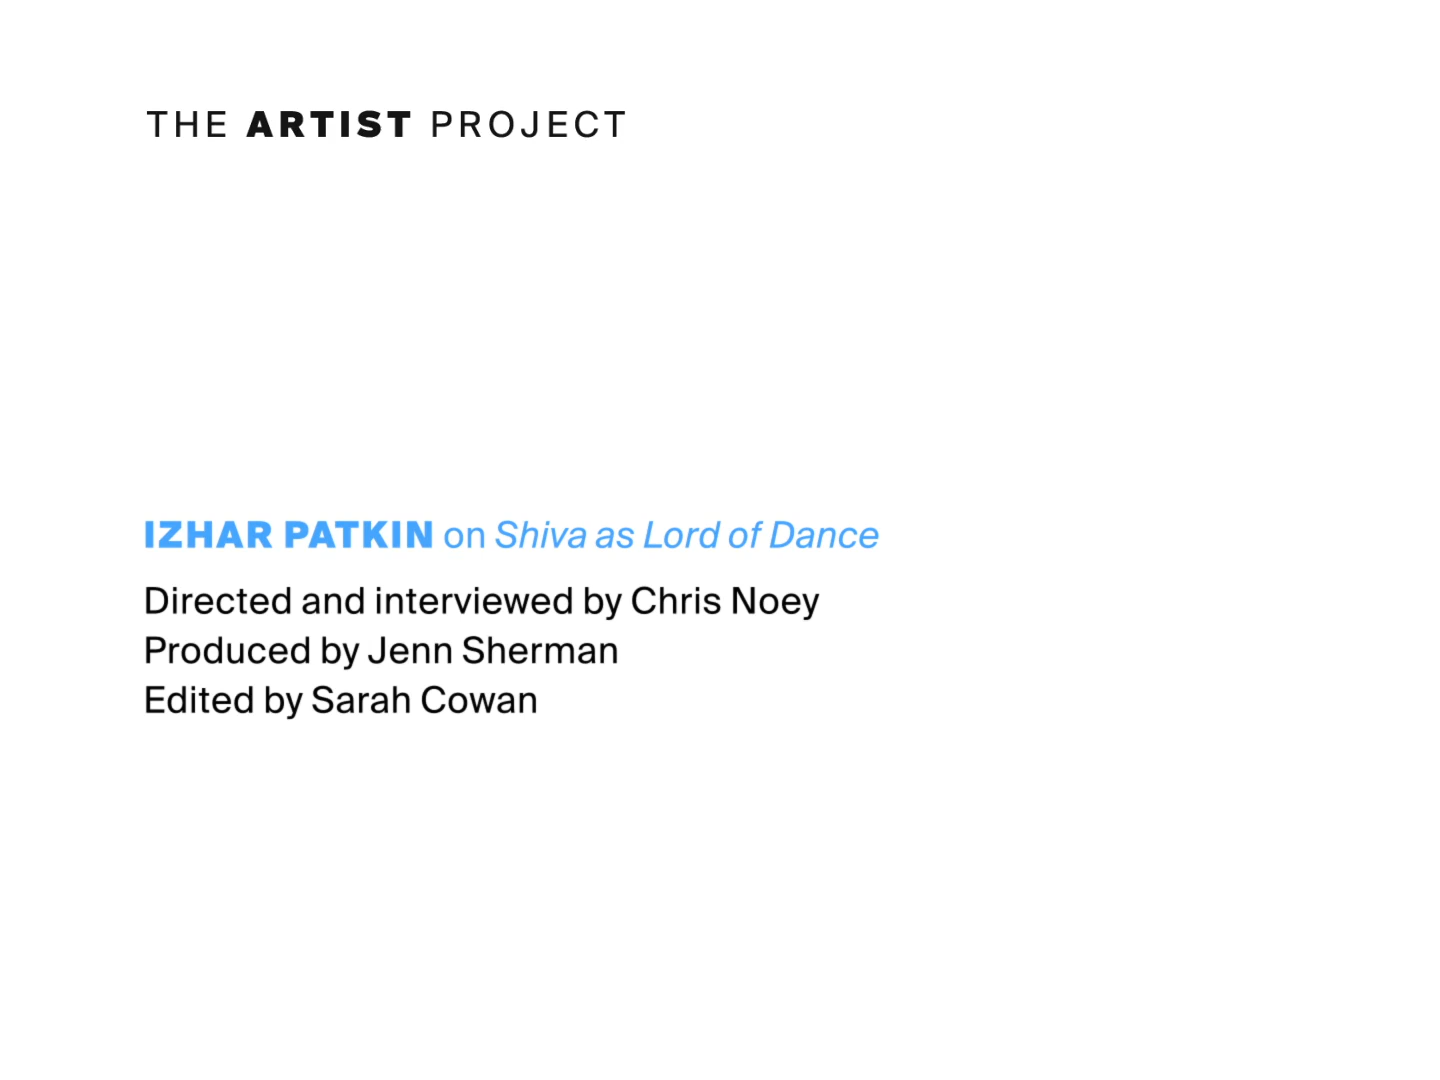 THE ARTIST PROJECT
IZHAR PATKIN on Shiva as Lord of Dance
Directed and interviewed by Chris Noey
Produced by Jenn Sherman
Edited by Sarah Cowan